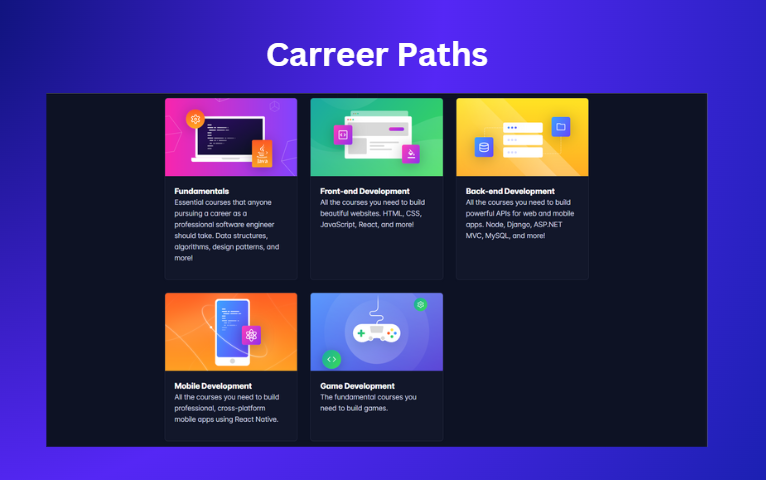 Carreer Paths
Fundamentals
Essential courses that anyone
pursuing a career as a
professional software engineer
should take. Data structures,
algorithms, design patterns, and
more!
Front-end Development
All the courses you need to build
beautiful websites. HTML, CSS,
JavaScript, React, and more!
Back-end Development
All the courses you need to build
powerful APIs for web and mobile
apps. Node, Django, ASP.NET
MVC, MySQL, and more!
Mobile Development
All the courses you need to build
professional, cross-platform
mobile apps using React Native.
Game Development
The fundamental courses you
need to build games.